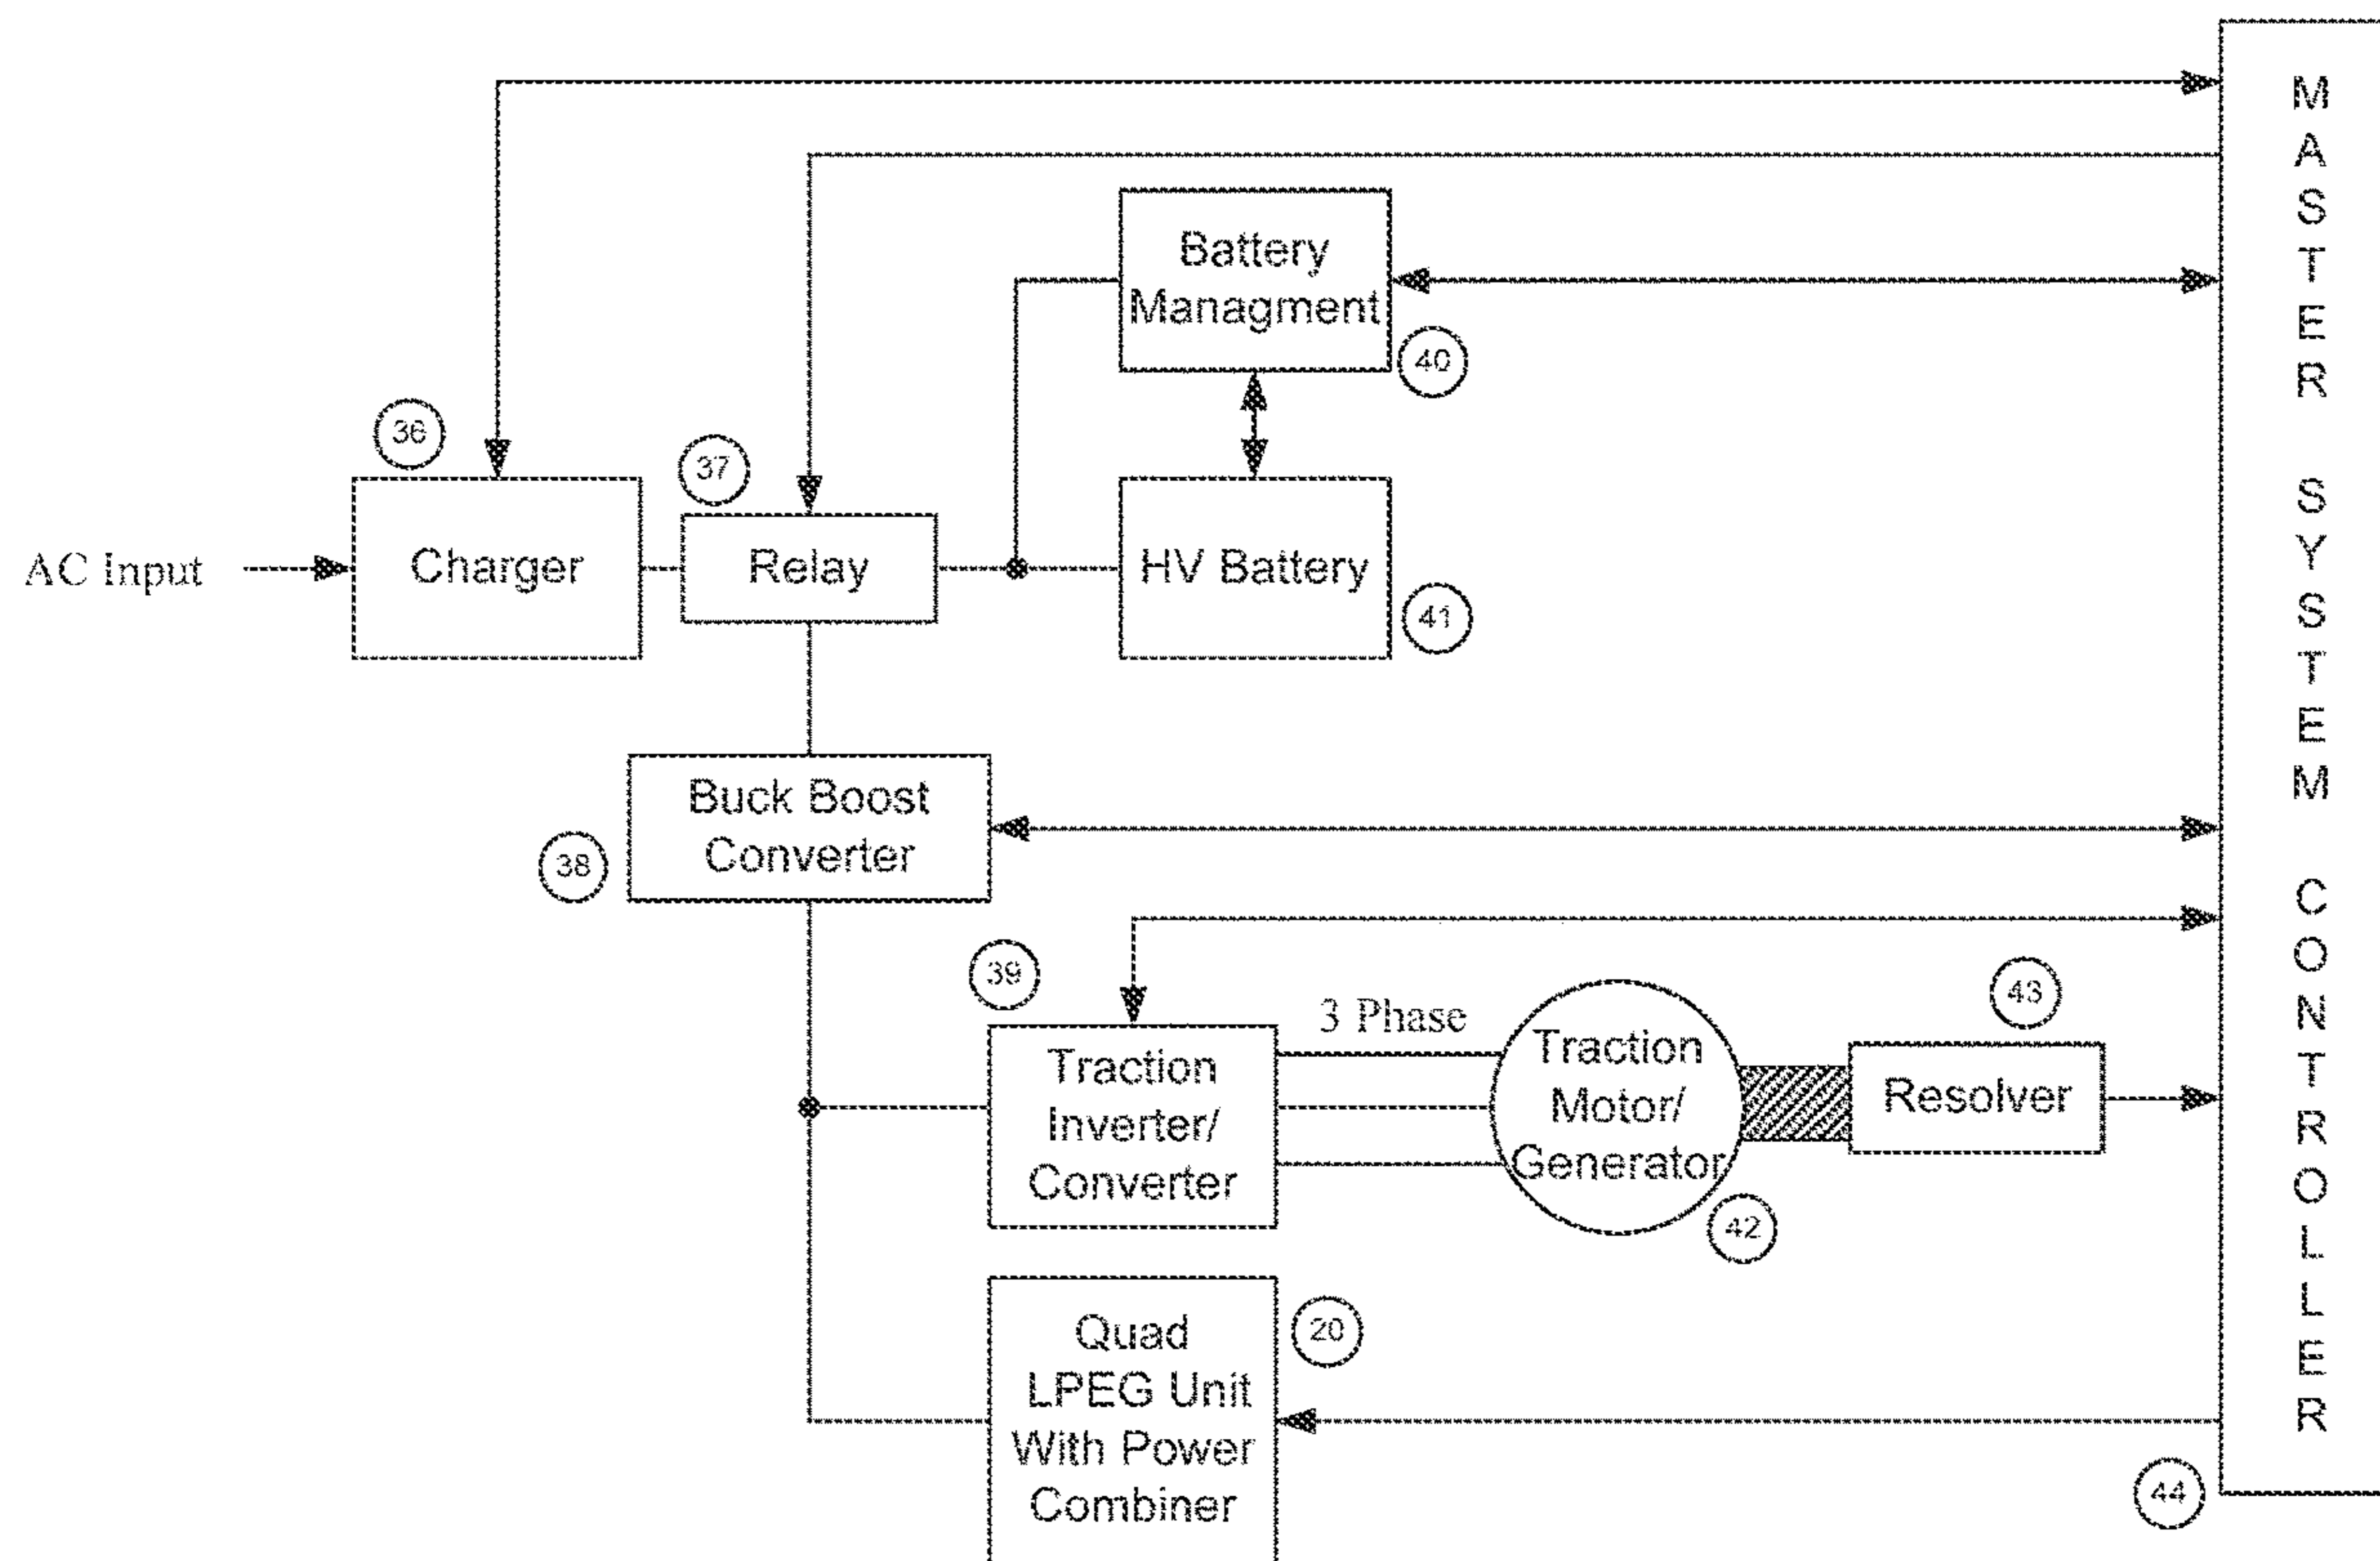 36
37
AC Input
Charger
Relay
Battery
Managment
40
HV Battery
41
Buck Boost
Converter
38
39
Traction
Inverter/
Converter
3 Phase
Traction
Motor/
Generator
42
43
Resolver
Quad
LPEG Unit
With Power
Combiner
20
MASTER SYSTEM CONTROLLER
44